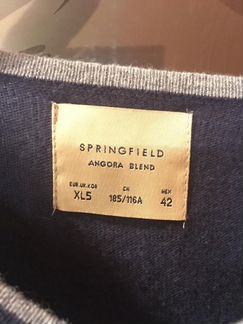 SPRINGFIELD
ANGORA BLEND
EUR.UK.KOR CN MEX
XL5 185/116A 42